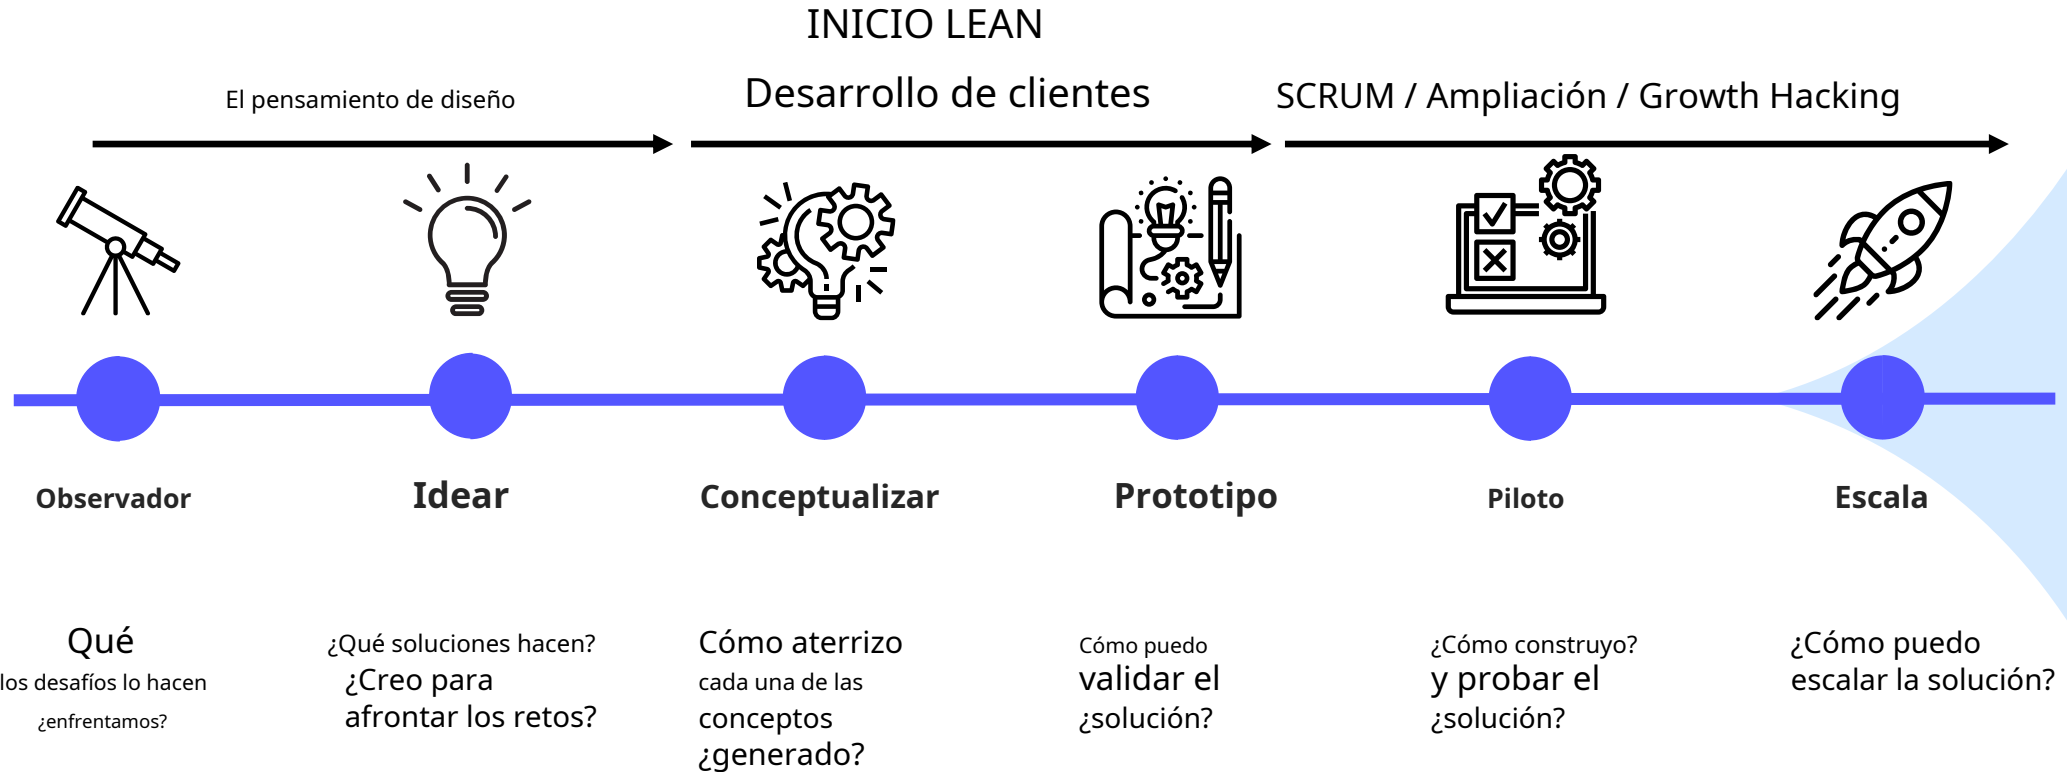 INICIO LEAN
El pensamiento de diseño
Desarrollo de clientes
SCRUM / Ampliación / Growth Hacking
Observador
Idear
Conceptualizar
Prototipo
Piloto
Escala
Qué
los desafíos lo hacen
¿enfrentamos?
¿Qué soluciones hacen?
¿Creo para
afrontar los retos?
Cómo aterrizo
cada una de las
conceptos
¿generado?
Cómo puedo
validar el
¿solución?
¿Cómo construyo?
y probar el
¿solución?
¿Cómo puedo
escalar la solución?